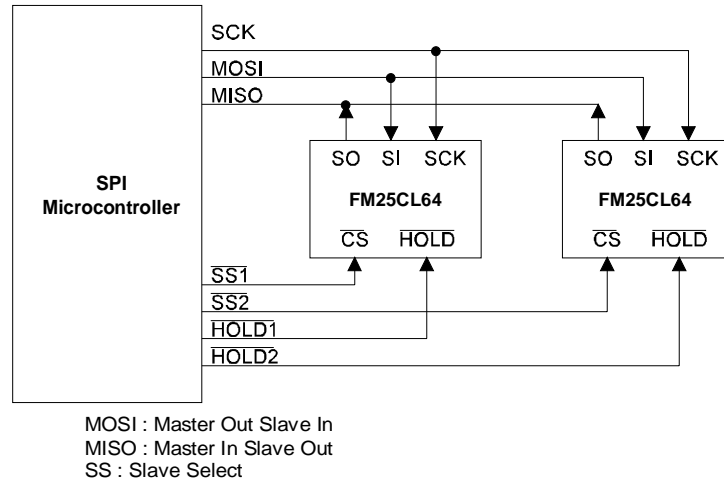 SCK
MOSI
MISO
SO SI SCK
FM25CL64
CS HOLD
SO SI SCK
FM25CL64
CS HOLD
SPI
Microcontroller
SS1
SS2
HOLD1
HOLD2
MOSI : Master Out Slave In
MISO : Master In Slave Out
SS : Slave Select